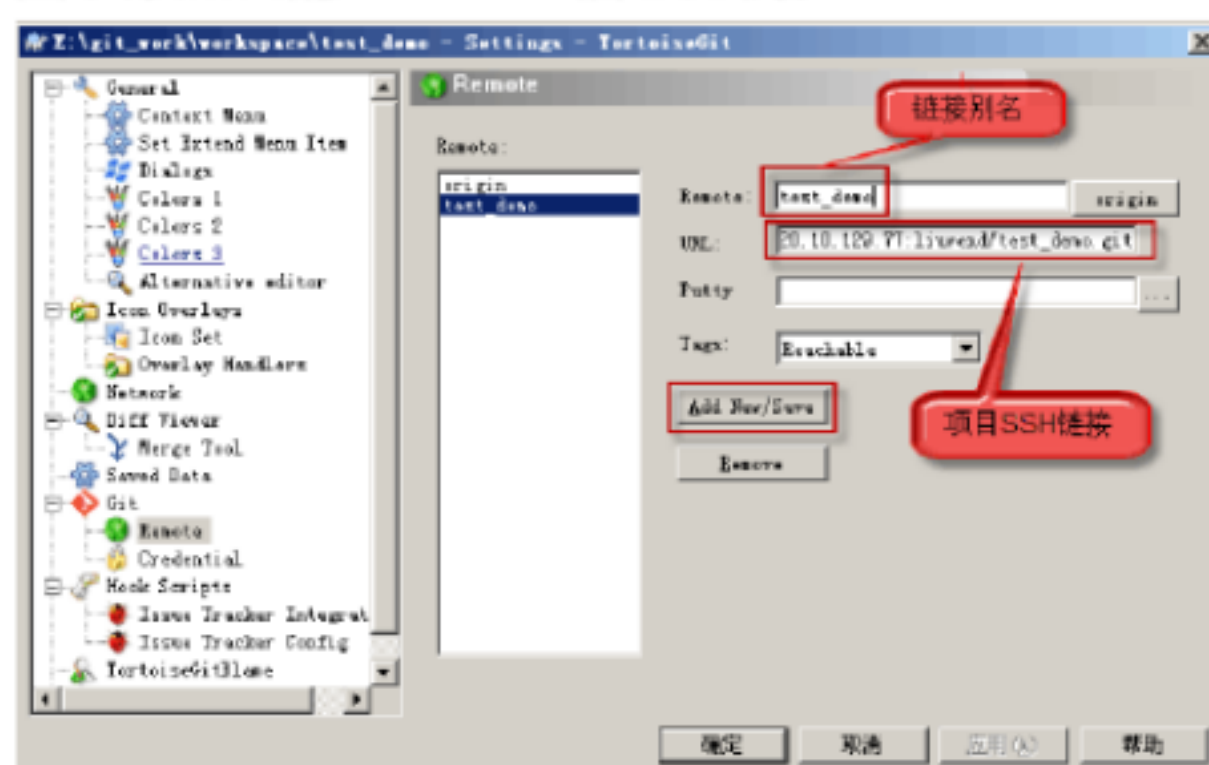 E:\git_work\workspace\test_demo - Settings - TortoiseGit
General
Context Menu
Set Extend Menu Item
Dialogs
Colors 1
Colors 2
Colors 3
Alternative editor
Icon Overlays
Icon Set
Overlay Handlers
Network
Diff Viewer
Merge Tool
Saved Data
Git
Remote
Credential
Hook Scripts
Issue Tracker Integrat
Issue Tracker Config
TortoiseGitBlame
Remote
链接别名
Remote:
origin
test_demo
Remote:
test_demo
origin
URL:
/test_demo.git
Putty
...
Tags:
Reachable
Add New/Save
项目SSH链接
Remove
确定
取消
应用(A)
帮助